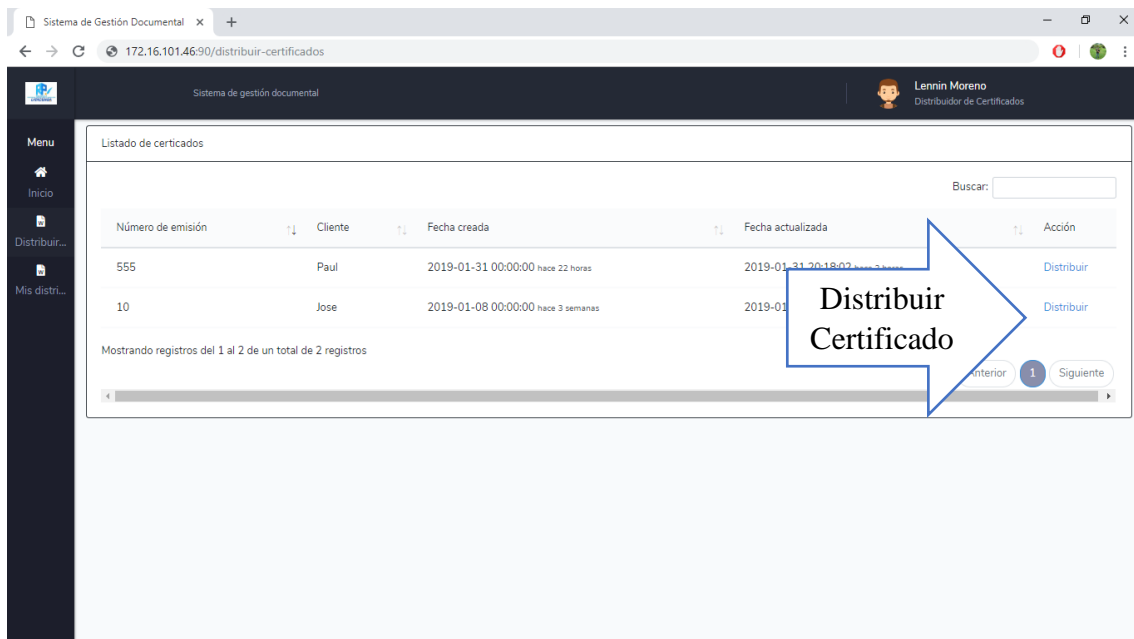 Sistema de Gestión Documental
172.16.101.46:90/distribuir-certificados
Sistema de gestión documental
Lennin Moreno
Distribuidor de Certificados
Menu
Inicio
Distribuir...
Mis distri...
Listado de certicados
Buscar:
Número de emisión Cliente Fecha creada Fecha actualizada Acción
555 Paul 2019-01-31 00:00:00 hace 22 horas 2019-01-31 20:18:02 hace 2 horas Distribuir
10 Jose 2019-01-08 00:00:00 hace 3 semanas 2019-01 Distribuir
Distribuir
Certificado
Mostrando registros del 1 al 2 de un total de 2 registros
Anterior 1 Siguiente